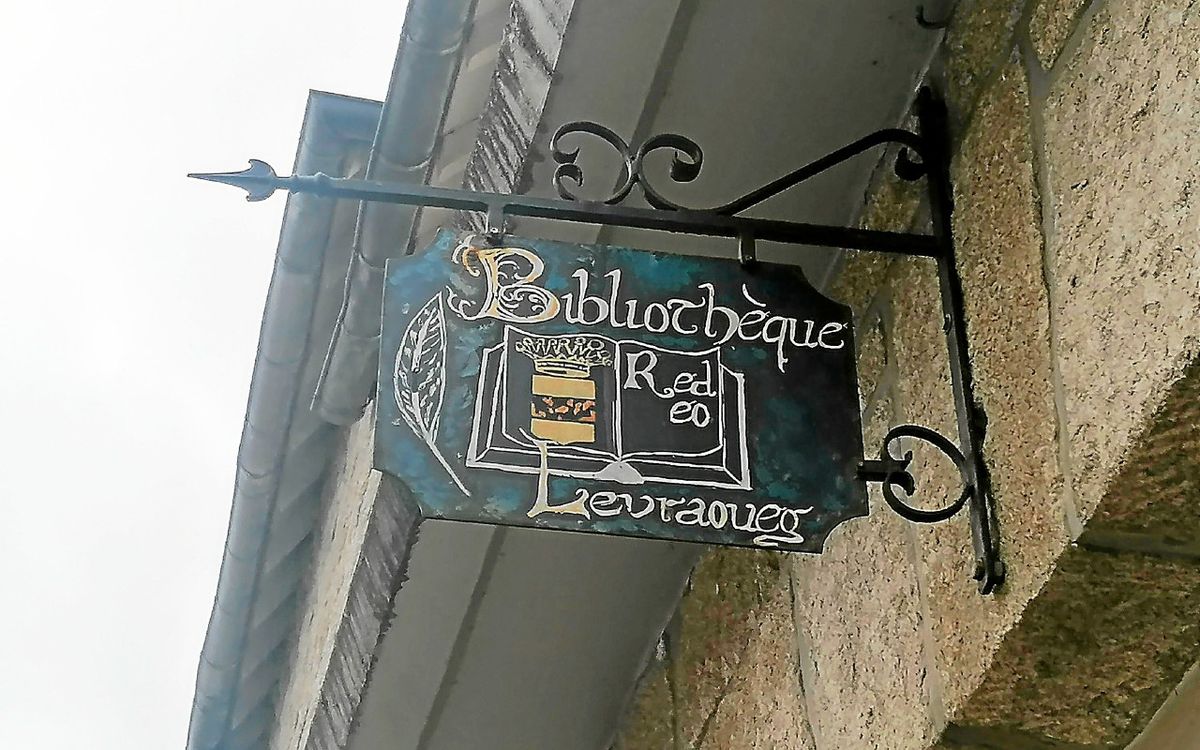 Bibliothèque
Red
eo
Levraoueg